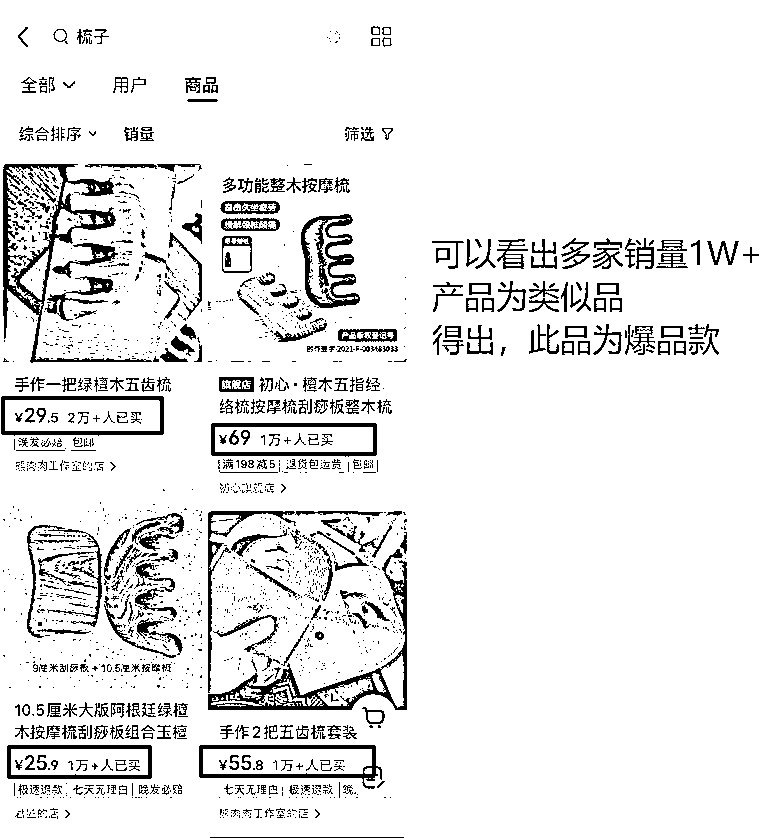 梳子
全部 用户 商品
综合排序 销量 筛选
多功能整木按摩梳
手作一把绿檀木五齿梳
¥29.5 2万+人已买
晚发必赔 包邮
熊肉肉工作室的店
旗舰店 初心·檀木五指经
络梳按摩梳刮痧板整木梳
¥69 1万+人已买
满198减5 退货包运费 包邮
初心旗舰店
9厘米刮痧板+10.5厘米按摩梳
10.5厘米大版阿根廷绿檀
木按摩梳刮痧板组合玉檀
¥25.9 1万+人已买
极速退款 七天无理由 晚发必赔
手作2把五齿梳套装
¥55.8 1万+人已买
七天无理由 极速退款 晚
熊肉肉工作室的店
可以看出多家销量1W+
产品为类似品
得出，此品为爆品款